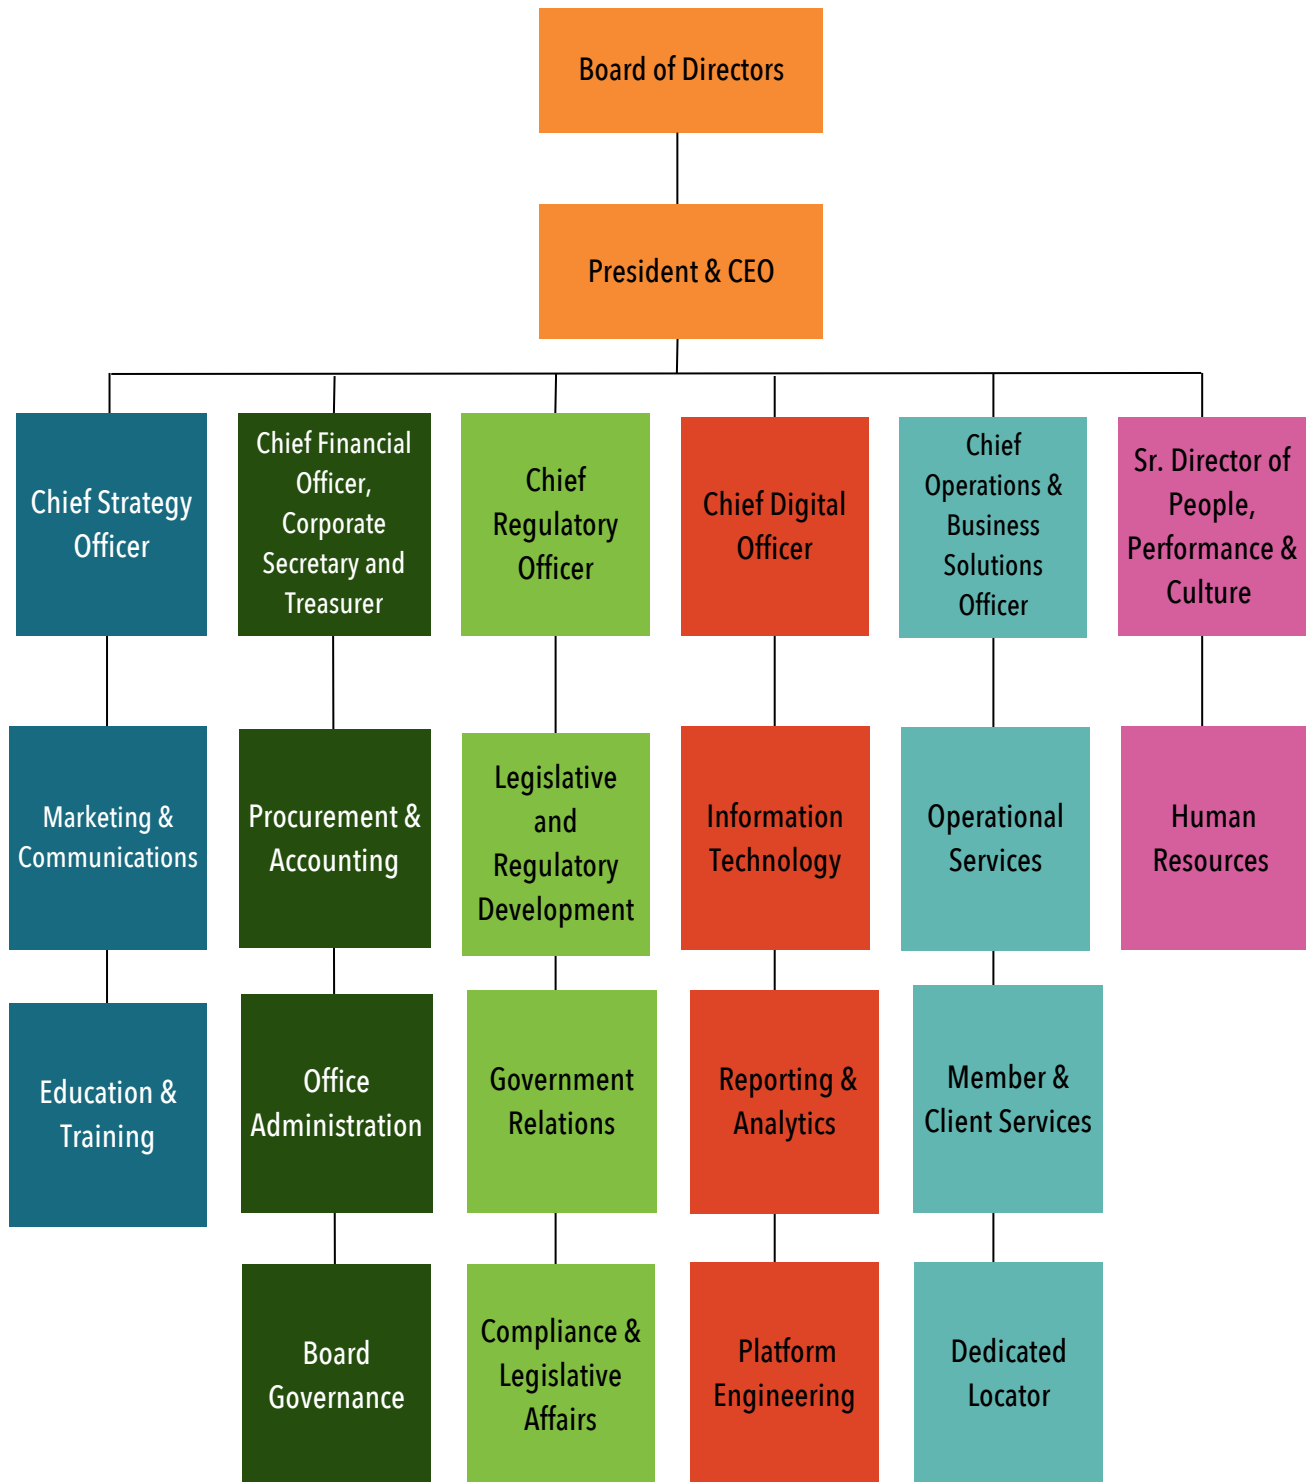 Board of Directors
President & CEO
Chief Strategy
Officer
Chief Financial
Officer,
Corporate
Secretary and
Treasurer
Chief
Regulatory
Officer
Chief Digital
Officer
Chief
Operations &
Business
Solutions
Officer
Sr. Director of
People,
Performance &
Culture
Marketing &
Communications
Procurement &
Accounting
Legislative
and
Regulatory
Development
Information
Technology
Operational
Services
Human
Resources
Education &
Training
Office
Administration
Government
Relations
Reporting &
Analytics
Member &
Client Services
Board
Governance
Compliance &
Legislative
Affairs
Platform
Engineering
Dedicated
Locator